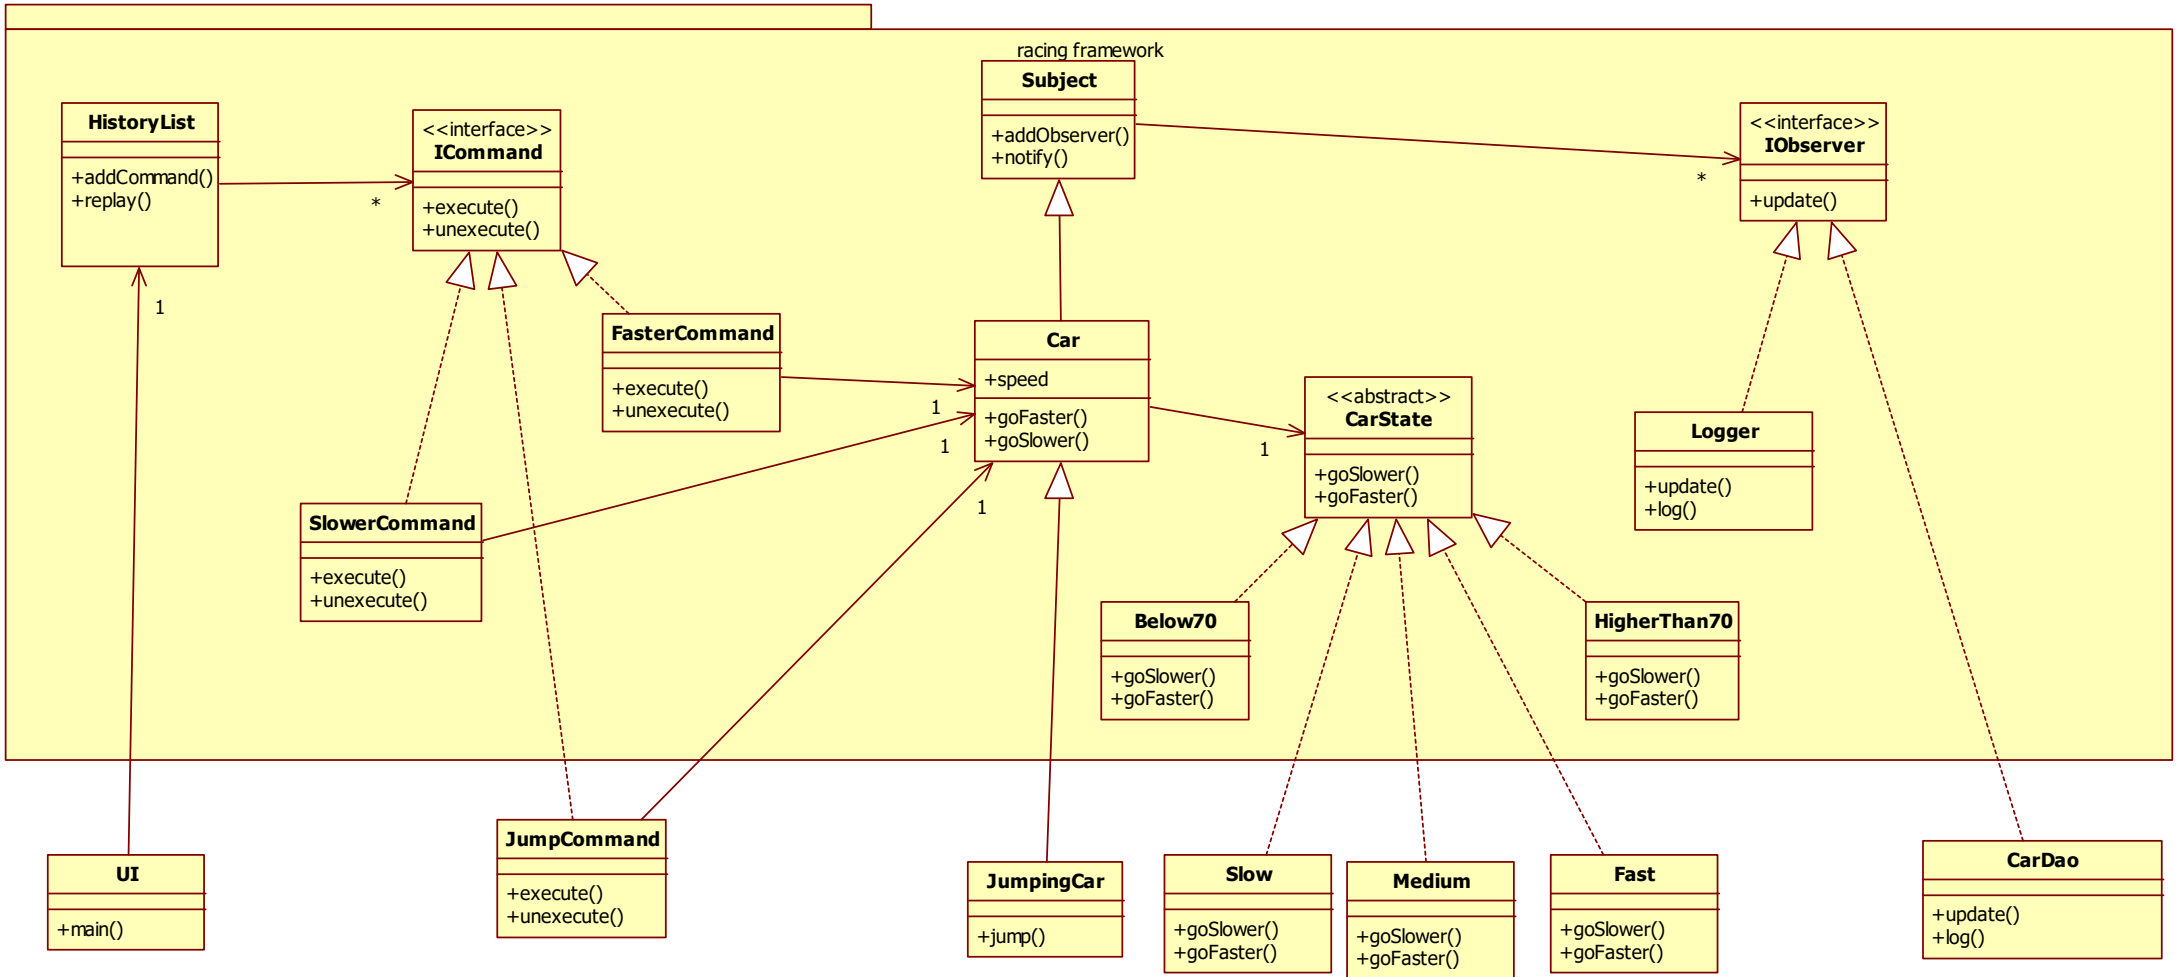 racing framework
HistoryList
+addCommand()
+replay()
1
*
<<interface>>
ICommand
+execute()
+unexecute()
Subject
+addObserver()
+notify()
*
<<interface>>
IObserver
+update()
FasterCommand
+execute()
+unexecute()
1
SlowerCommand
+execute()
+unexecute()
1
1
Car
+speed
+goFaster()
+goSlower()
1
<<abstract>>
CarState
+goSlower()
+goFaster()
Logger
+update()
+log()
Below70
+goSlower()
+goFaster()
HigherThan70
+goSlower()
+goFaster()
UI
+main()
JumpCommand
+execute()
+unexecute()
JumpingCar
+jump()
Slow
+goSlower()
+goFaster()
Medium
+goSlower()
+goFaster()
Fast
+goSlower()
+goFaster()
CarDao
+update()
+log()